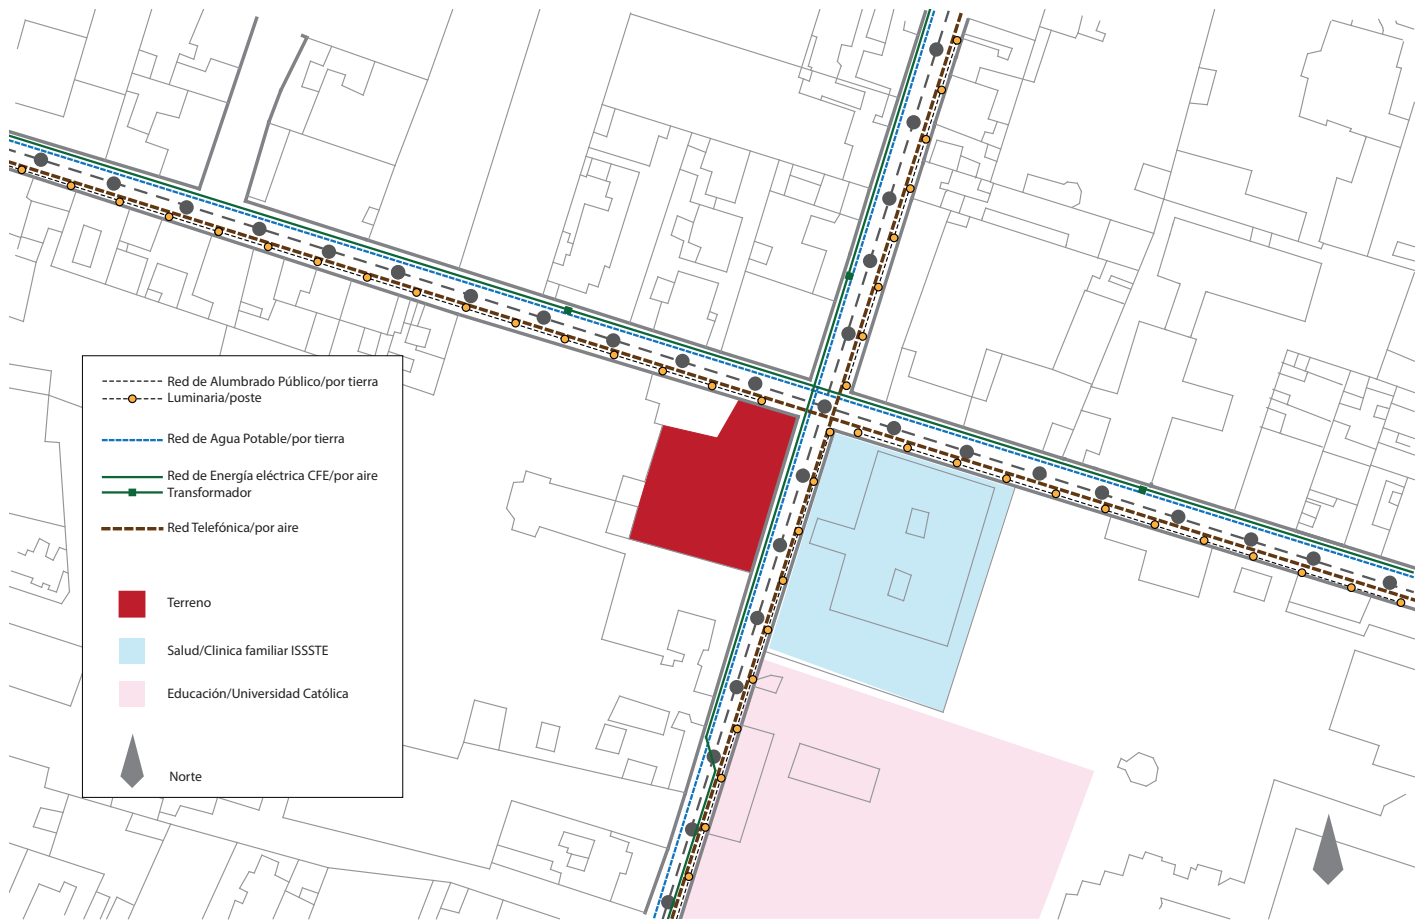 Red de Alumbrado Público/por tierra
Luminaria/poste
Red de Agua Potable/por tierra
Red de Energía eléctrica CFE/por aire
Transformador
Red Telefónica/por aire
Terreno
Salud/Clinica familiar ISSSTE
Educación/Universidad Católica
Norte